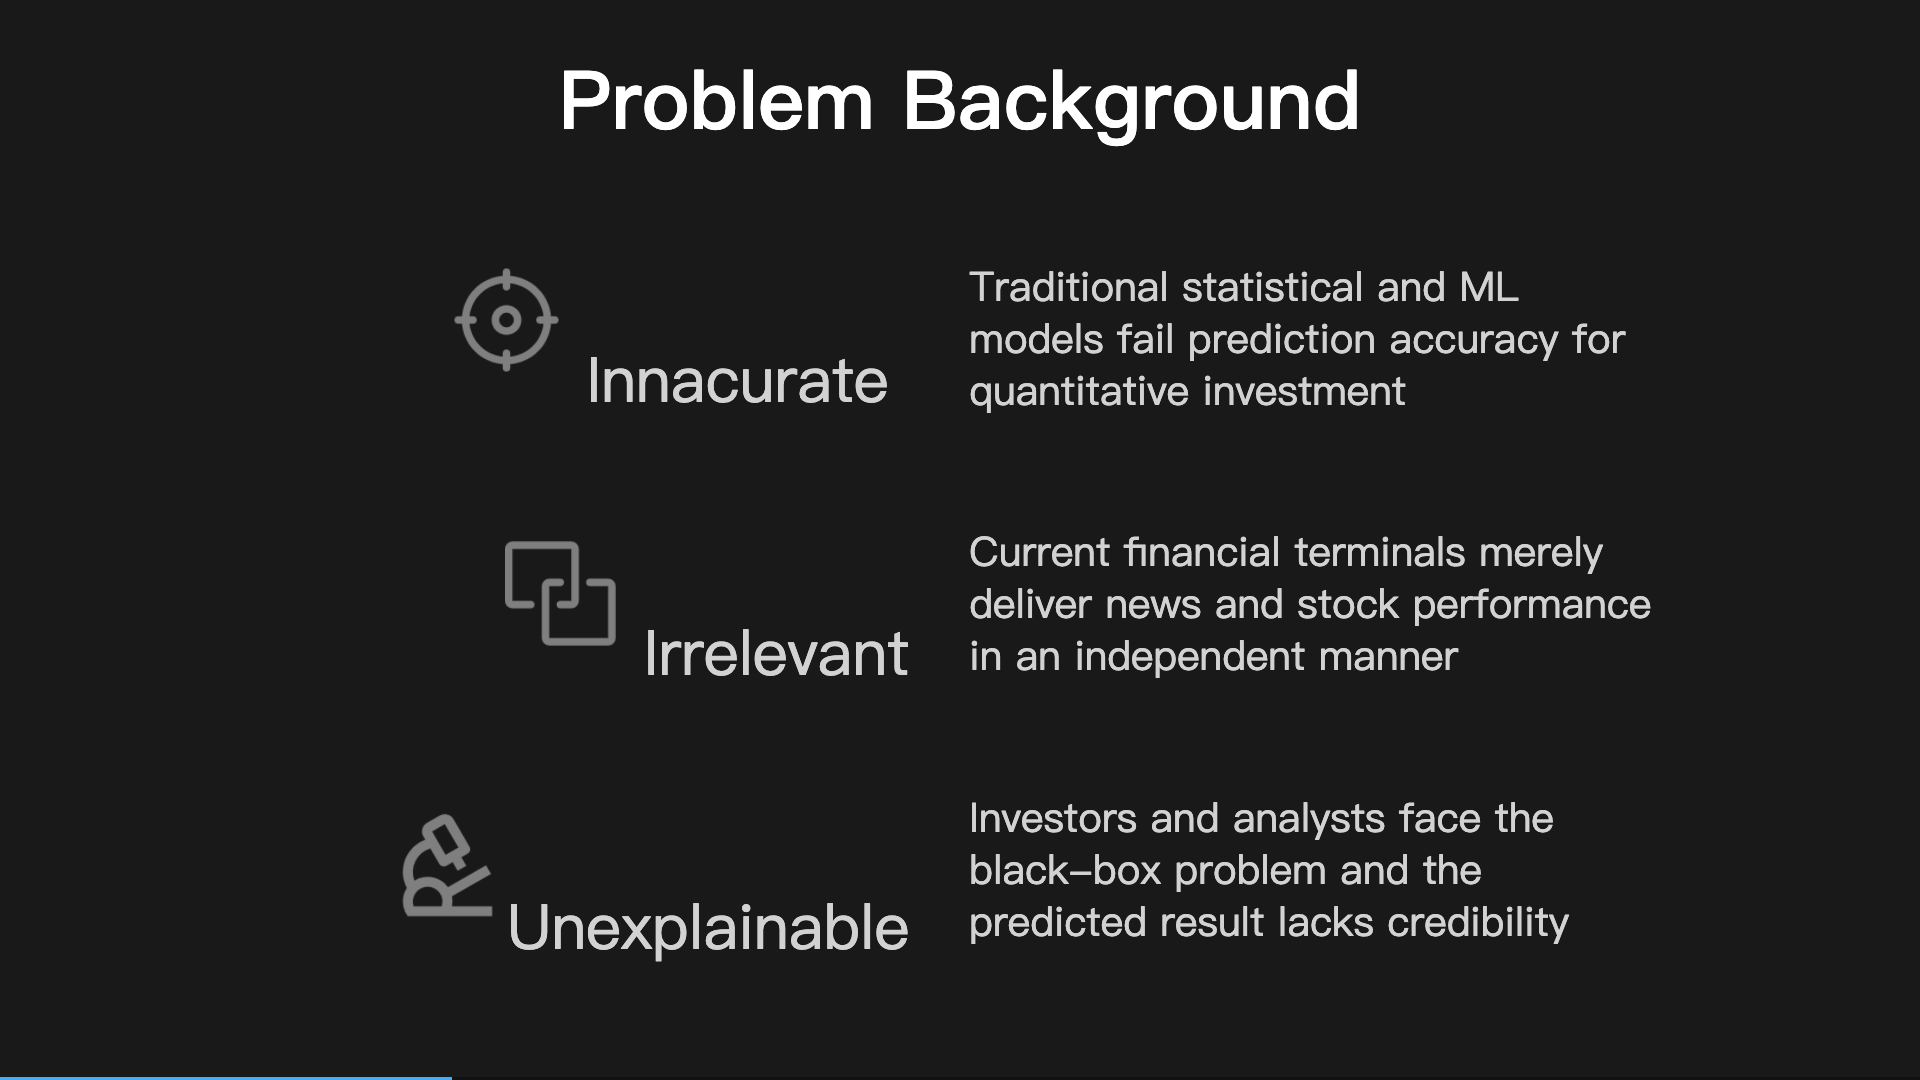 Problem Background
Innacurate
Traditional statistical and ML
models fail prediction accuracy for
quantitative investment
Irrelevant
Current financial terminals merely
deliver news and stock performance
in an independent manner
Unexplainable
Investors and analysts face the
black–box problem and the
predicted result lacks credibility